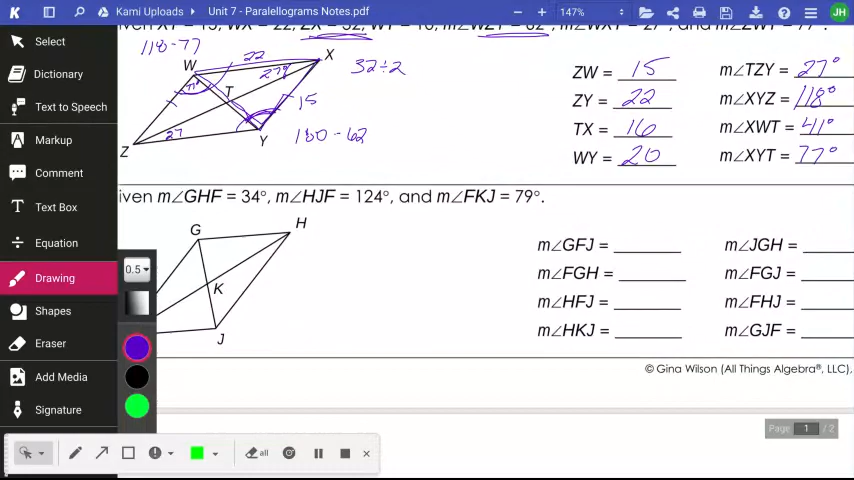 Kami Uploads > Unit 7 - Paralellograms Notes.pdf
147%
JH
Select
Dictionary
Text to Speech
Markup
Comment
T Text Box
Equation
Drawing
Shapes
Eraser
Add Media
Signature
0.5
118-77
W
22
X
27°
32÷2
T
15
Z
27
Y
180-62
ZW = 15
m∠TZY = 27°
ZY = 22
m∠XYZ = 118°
TX = 16
m∠XWT = 41°
WY = 20
m∠XYT = 77°
iven m∠GHF = 34°, m∠HJF = 124°, and m∠FKJ = 79°.
G
H
K
J
m∠GFJ =
m∠JGH =
m∠FGH =
m∠FGJ =
m∠HFJ =
m∠FHJ =
m∠HKJ =
m∠GJF =
© Gina Wilson (All Things Algebra®, LLC),
Page 1 / 2
all